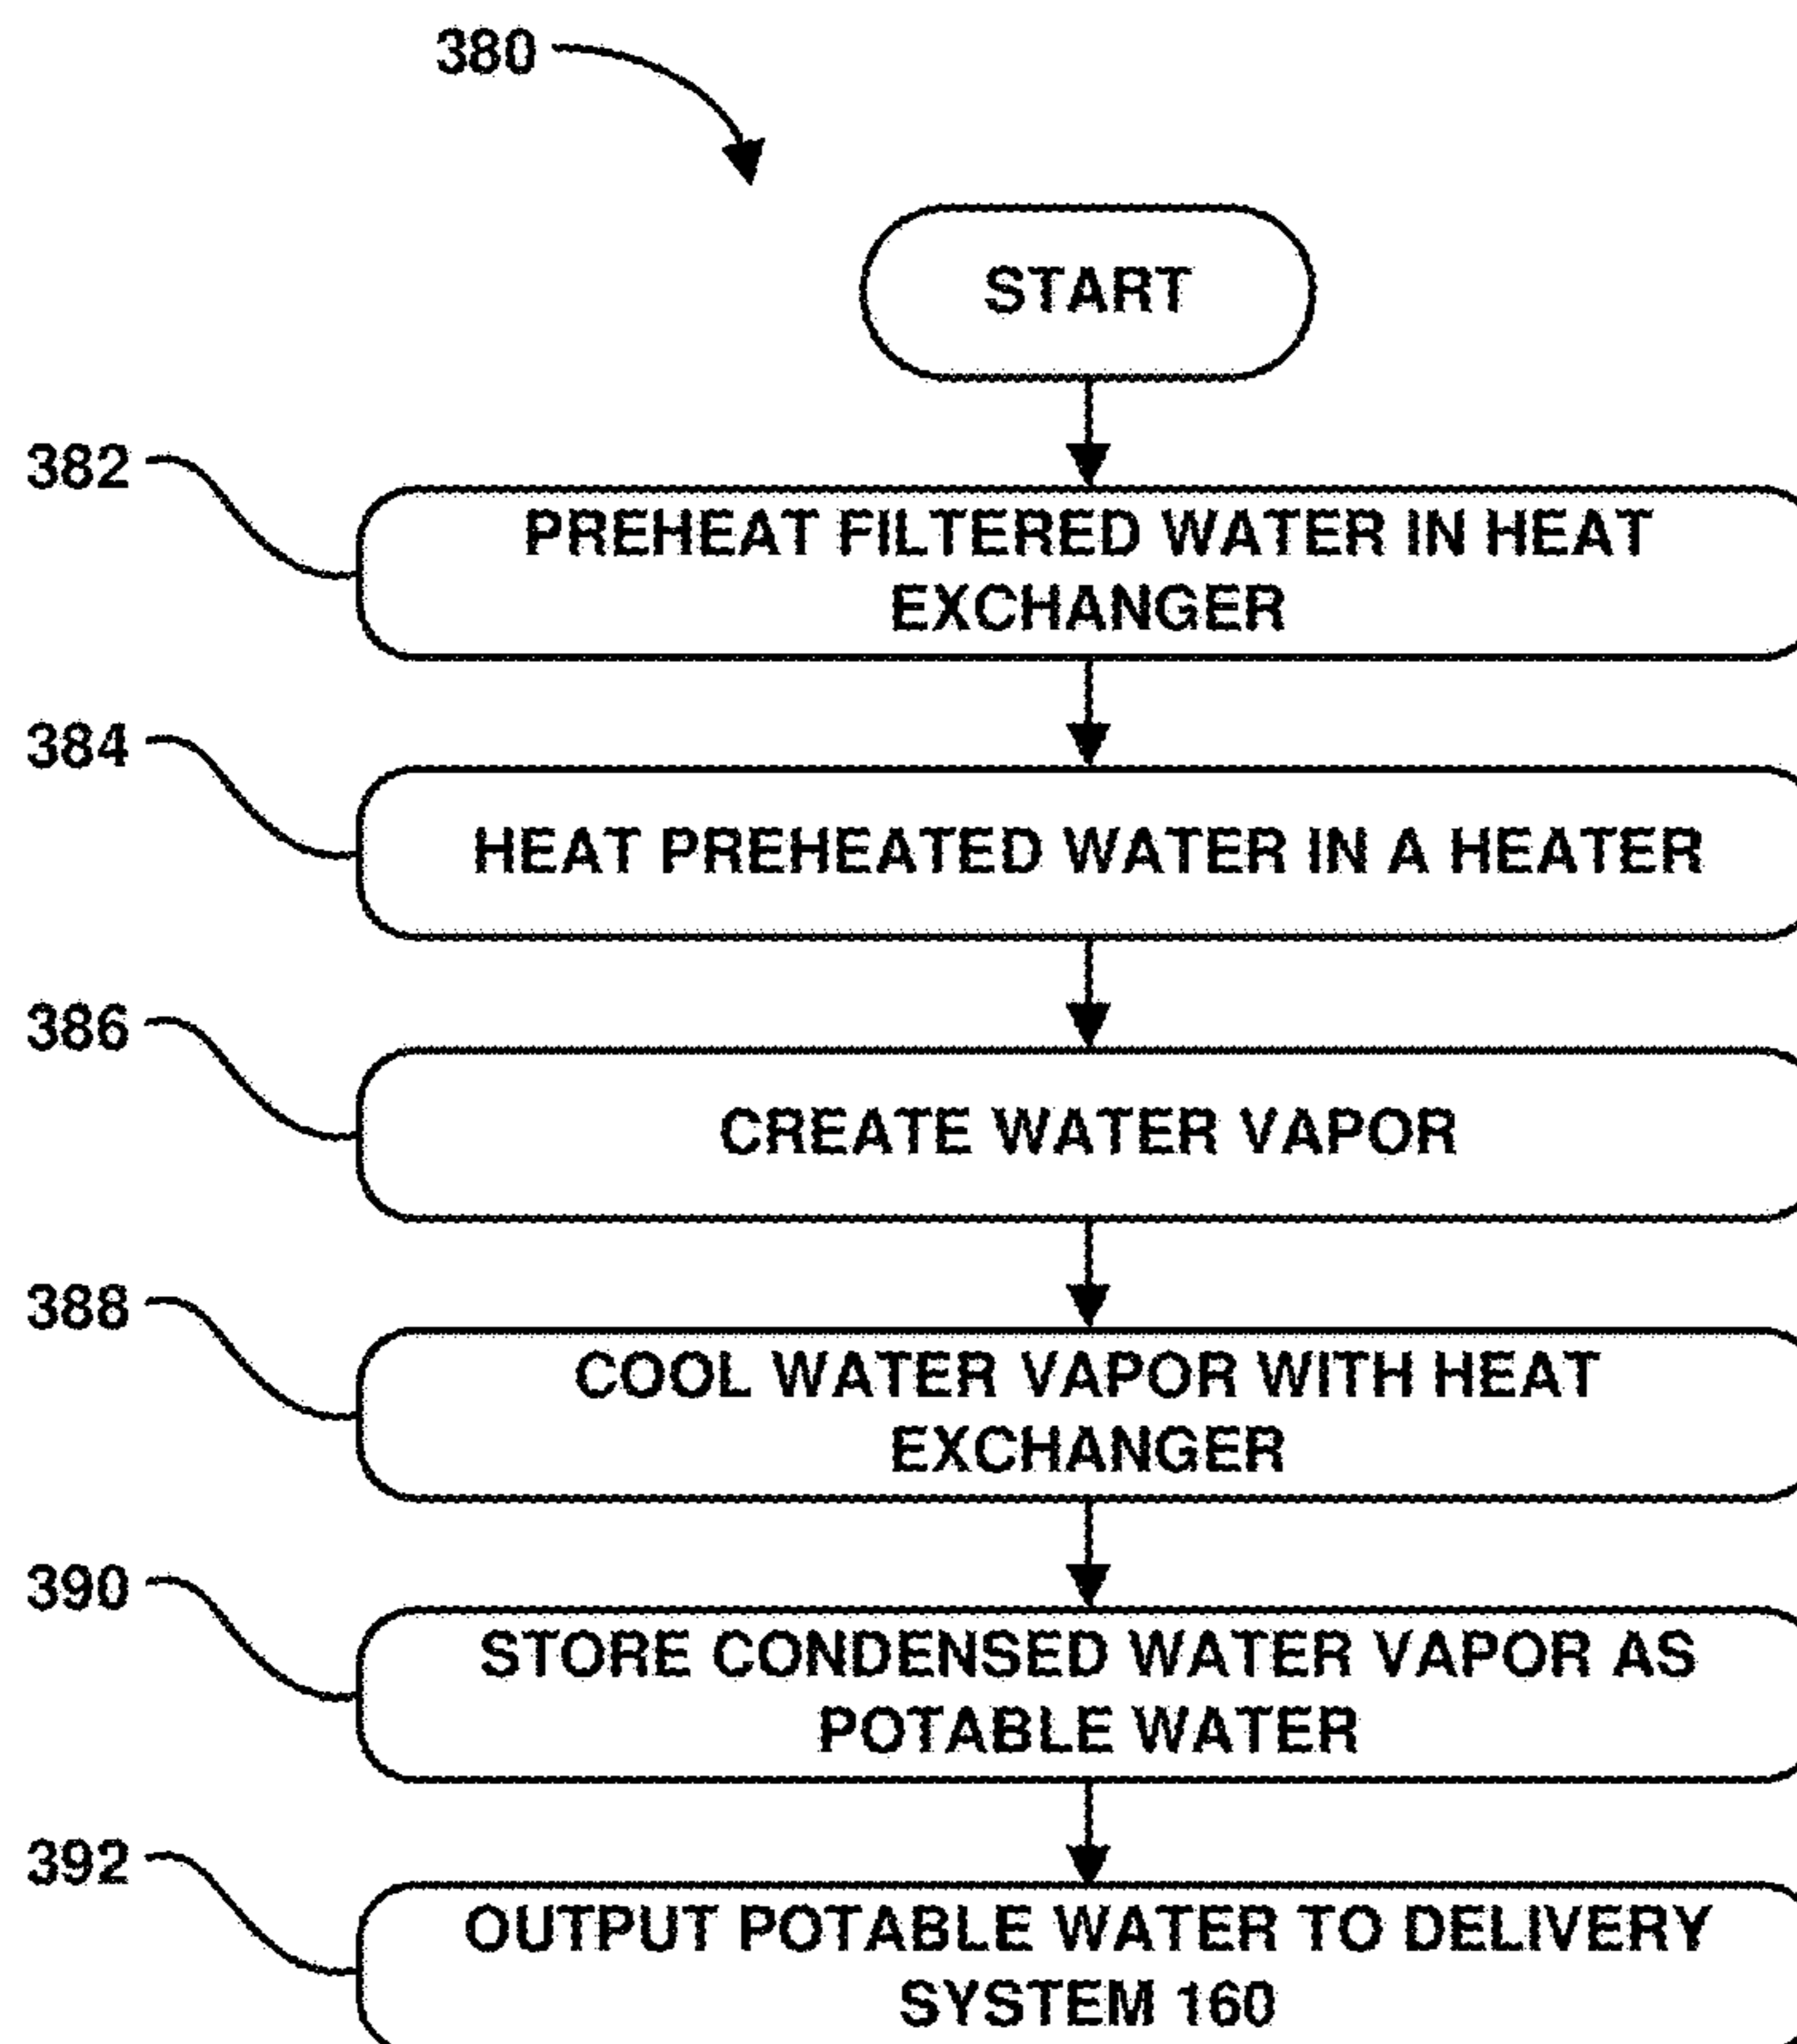 380
START
382
PREHEAT FILTERED WATER IN HEAT
EXCHANGER
384
HEAT PREHEATED WATER IN A HEATER
386
CREATE WATER VAPOR
388
COOL WATER VAPOR WITH HEAT
EXCHANGER
390
STORE CONDENSED WATER VAPOR AS
POTABLE WATER
392
OUTPUT POTABLE WATER TO DELIVERY
SYSTEM 160